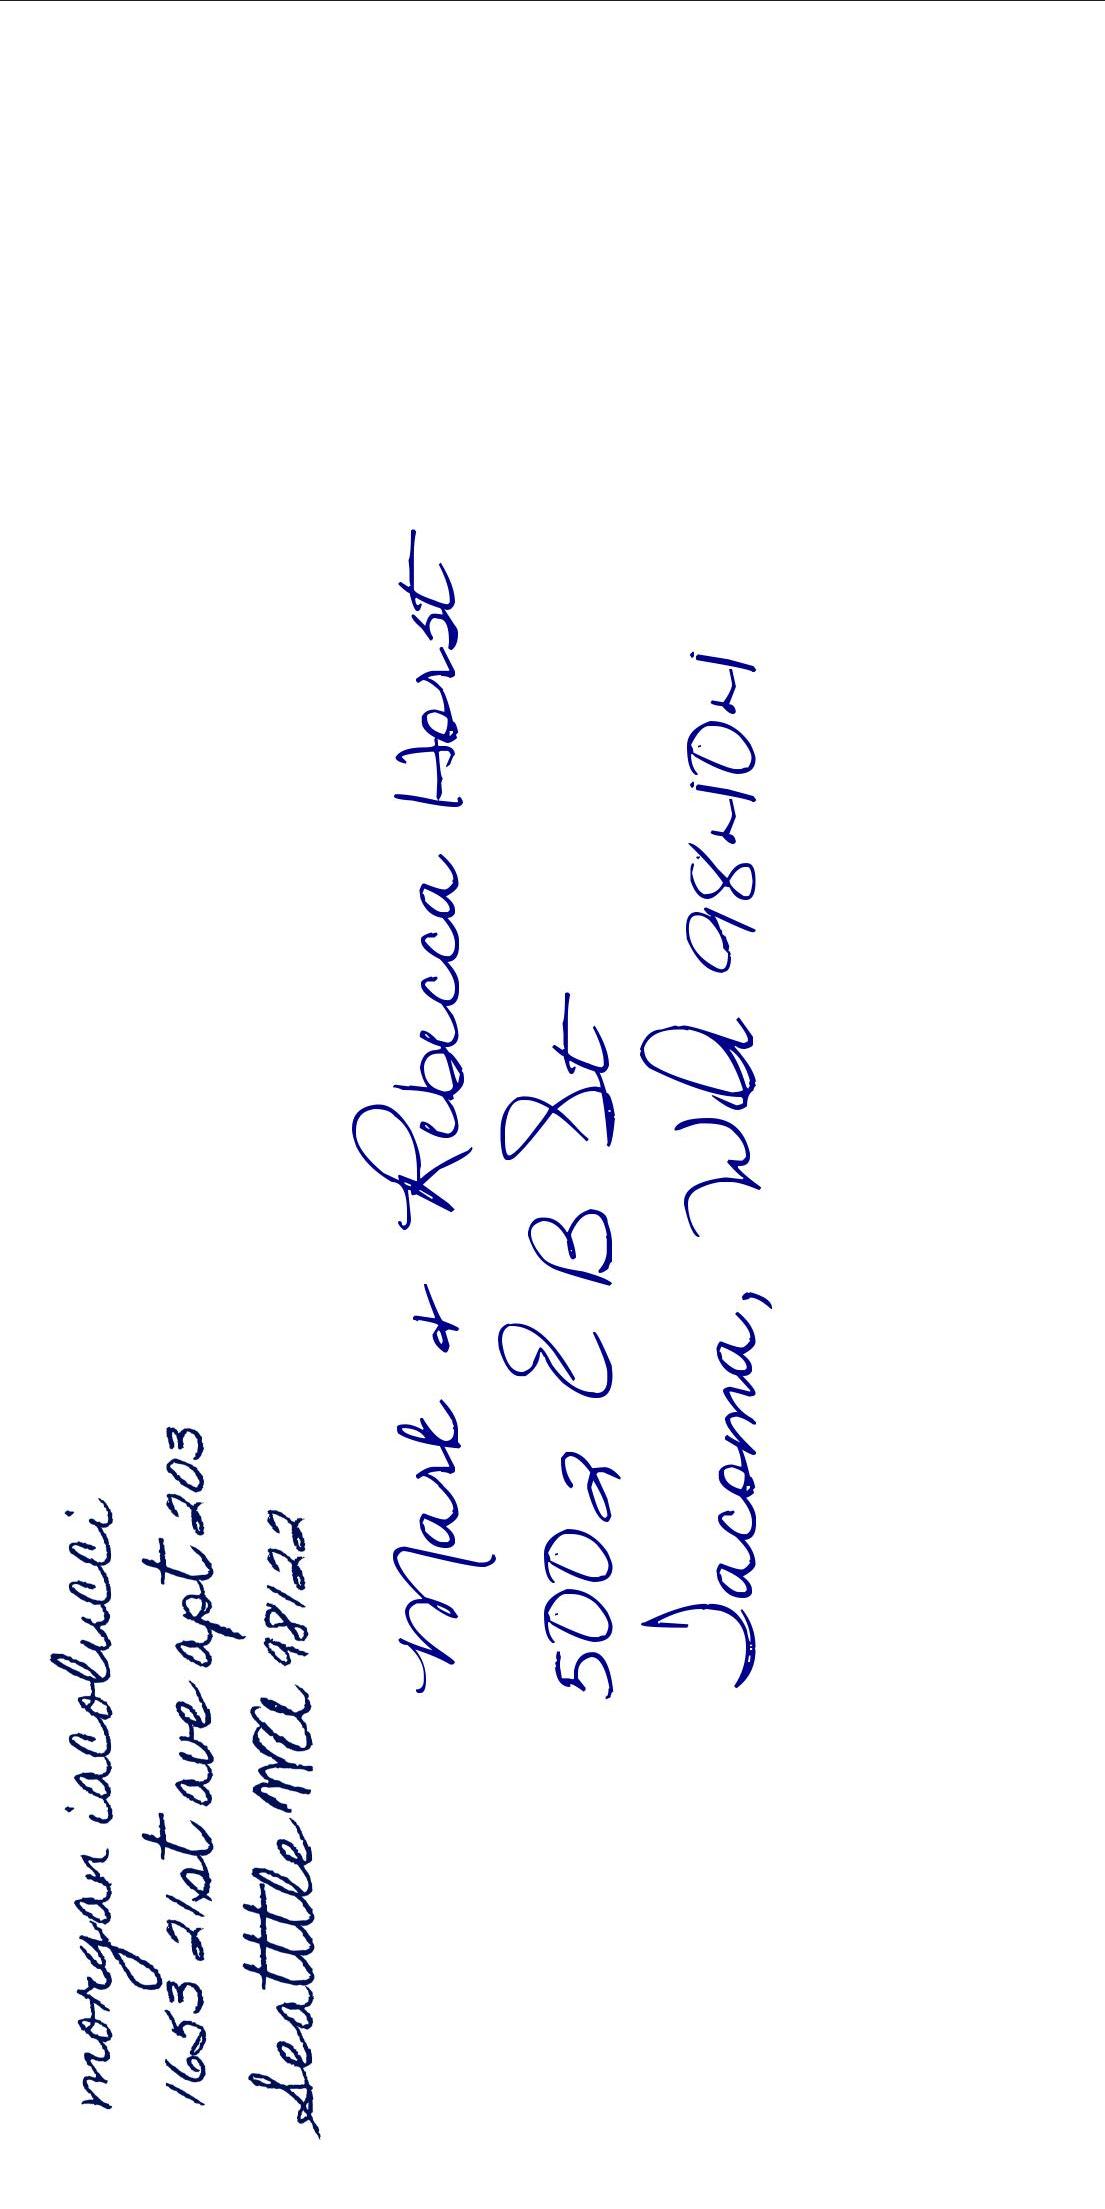 morgan iacolucci
1653 21st ave apt 203
Seatttle WA 98122
Mark & Rebecca Horst
5002 E B St
Tacoma, WA 98404